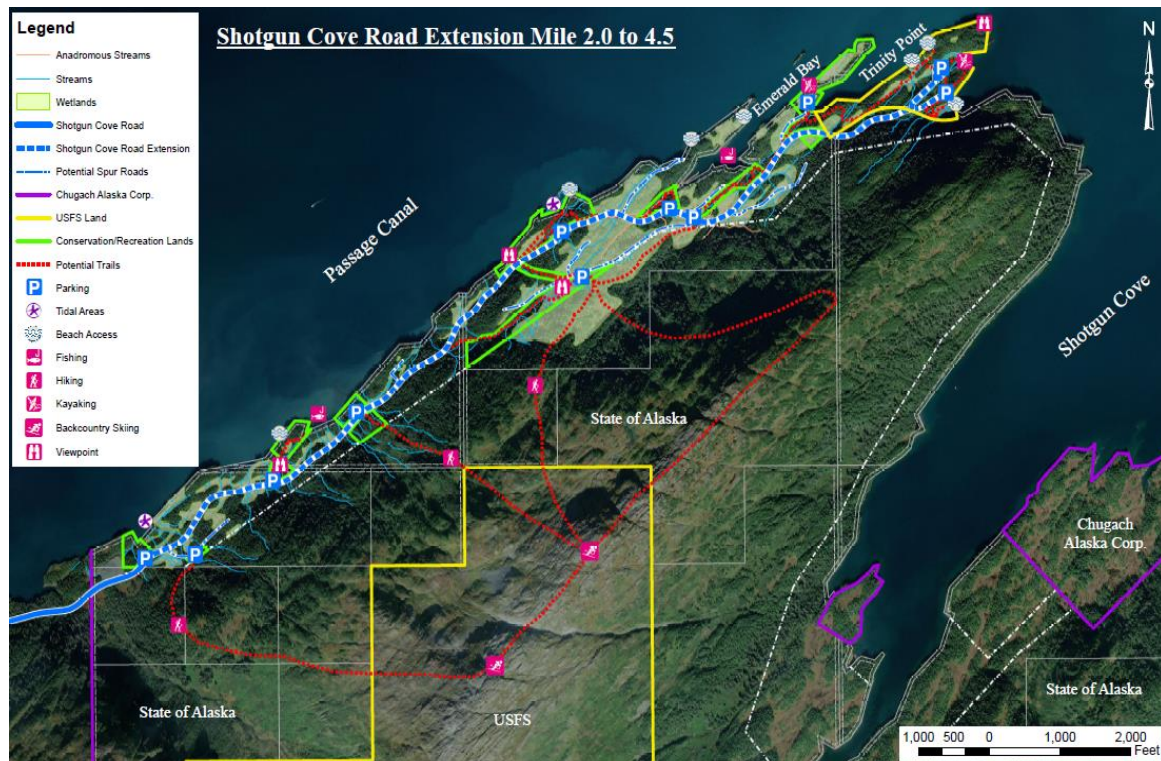 Legend
Anadromous Streams
Streams
Wetlands
Shotgun Cove Road
Shotgun Cove Road Extension
Potential Spur Roads
Chugach Alaska Corp.
USFS Land
Conservation/Recreation Lands
Potential Trails
P Parking
Tidal Areas
Beach Access
Fishing
Hiking
Kayaking
Backcountry Skiing
Viewpoint
Shotgun Cove Road Extension Mile 2.0 to 4.5
N
Emerald Bay
Trinity Point
P
P
P
Passage Canal
P
P
P
P
Shotgun Cove
State of Alaska
P
P
P
P
Chugach
Alaska Corp.
State of Alaska
USFS
State of Alaska
1,000 500 0 1,000 2,000
Feet